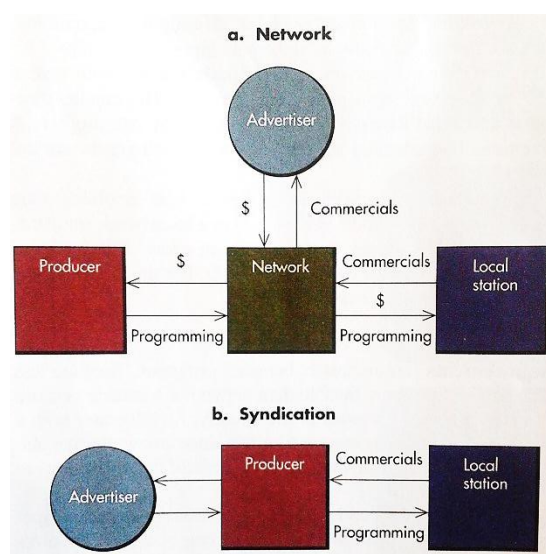 a. Network
Advertiser
$
Commercials
Producer
$
Network
Commercials
Local
station
$
Programming
Programming
b. Syndication
Advertiser
Producer
Commercials
Local
station
Programming